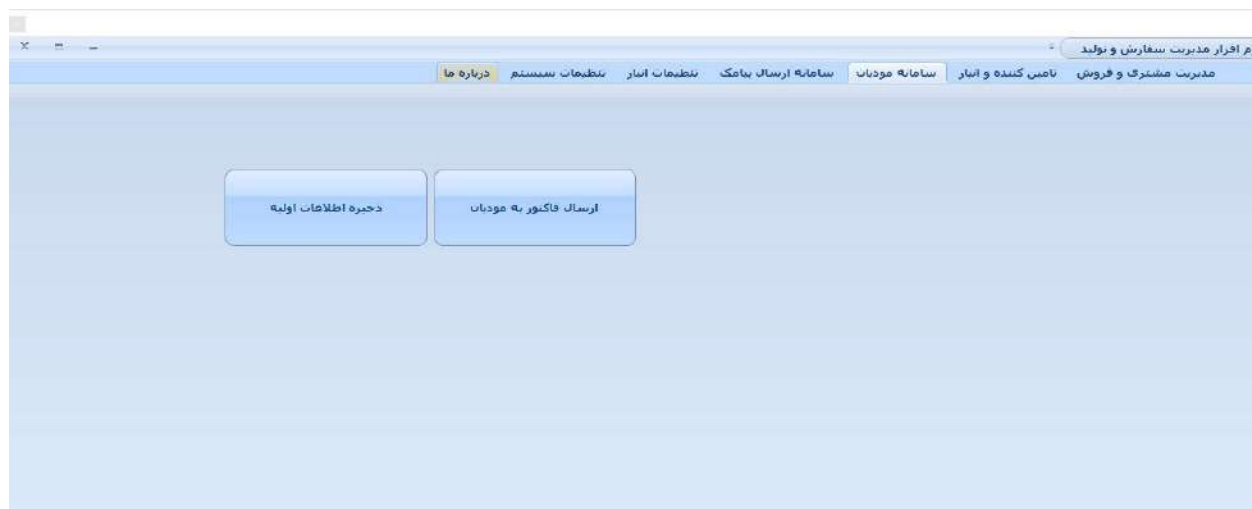 م افزار مدیریت سفارش و تولید
مدیریت مشتری و فروش تامین کننده و انبار سامانه مودیان سامانه ارسال پیامک تنظیمات انبار تنظیمات سیستم درباره ما
ارسال فاکتور به مودیان ذخیره اطلاعات اولیه